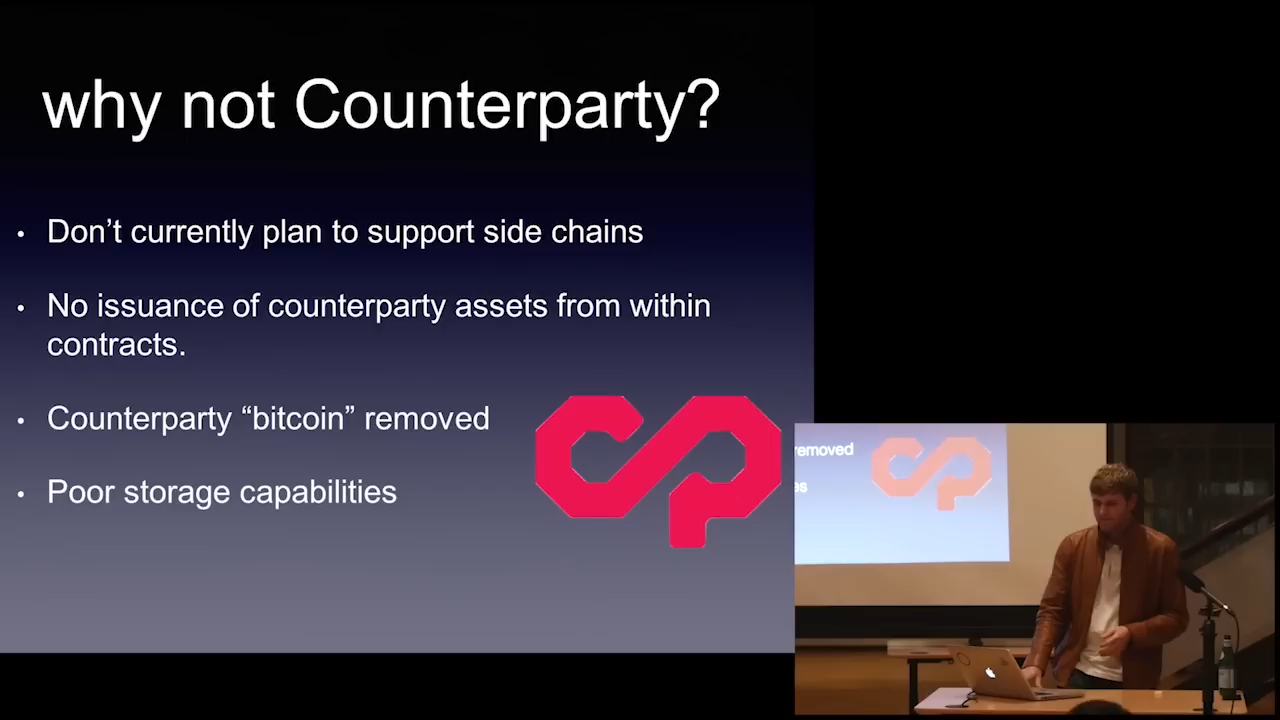 why not Counterparty?
• Don’t currently plan to support side chains
• No issuance of counterparty assets from within
contracts.
• Counterparty “bitcoin” removed
• Poor storage capabilities
removed
es